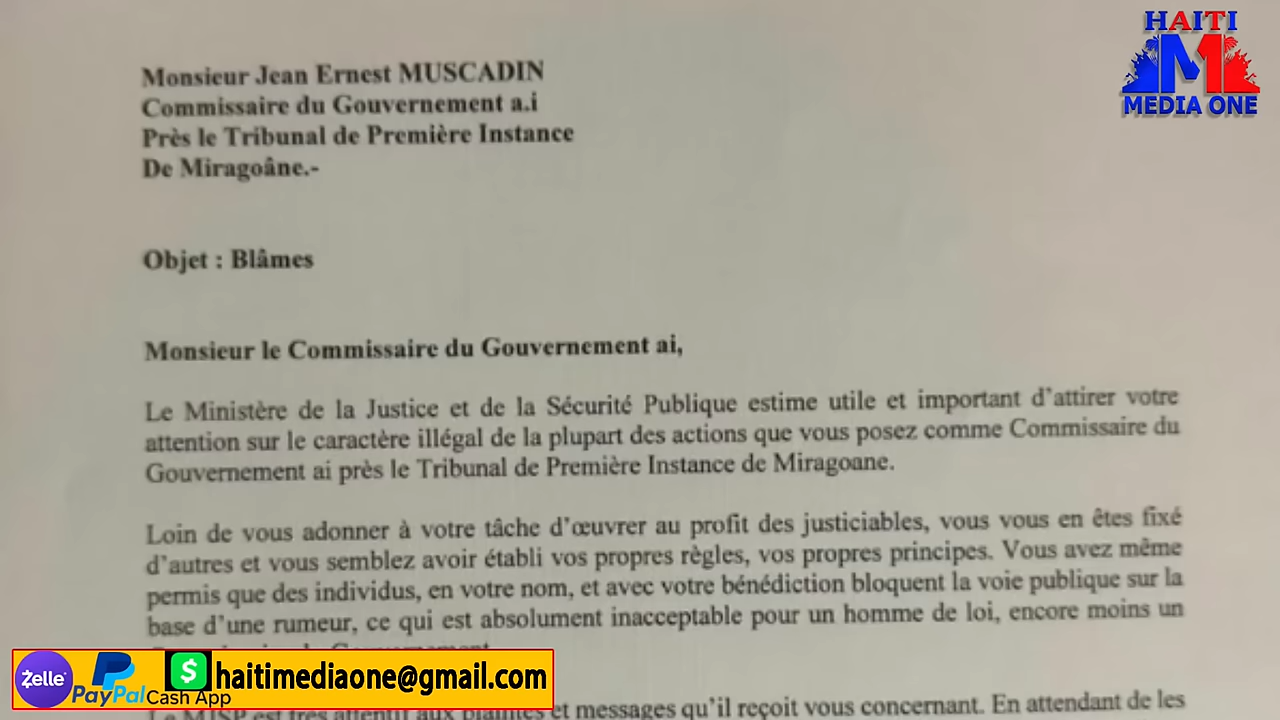 HAITI
M
MEDIA ONE
Monsieur Jean Ernest MUSCADIN
Commissaire du Gouvernement a.i
Près le Tribunal de Première Instance
De Miragoâne.-
Objet : Blâmes
Monsieur le Commissaire du Gouvernement ai,
Le Ministère de la Justice et de la Sécurité Publique estime utile et important d’attirer votre
attention sur le caractère illégal de la plupart des actions que vous posez comme Commissaire du
Gouvernement ai près le Tribunal de Première Instance de Miragoane.
Loin de vous adonner à votre tâche d’œuvrer au profit des justiciables, vous vous en êtes fixé
d’autres et vous semblez avoir établi vos propres règles, vos propres principes. Vous avez même
permis que des individus, en votre nom, et avec votre bénédiction bloquent la voie publique sur la
base d’une rumeur, ce qui est absolument inacceptable pour un homme de loi, encore moins un
et messages qu’il reçoit vous concernant. En attendant de les
Zelle
PayPal
$
Cash App
haitimediaone@gmail.com